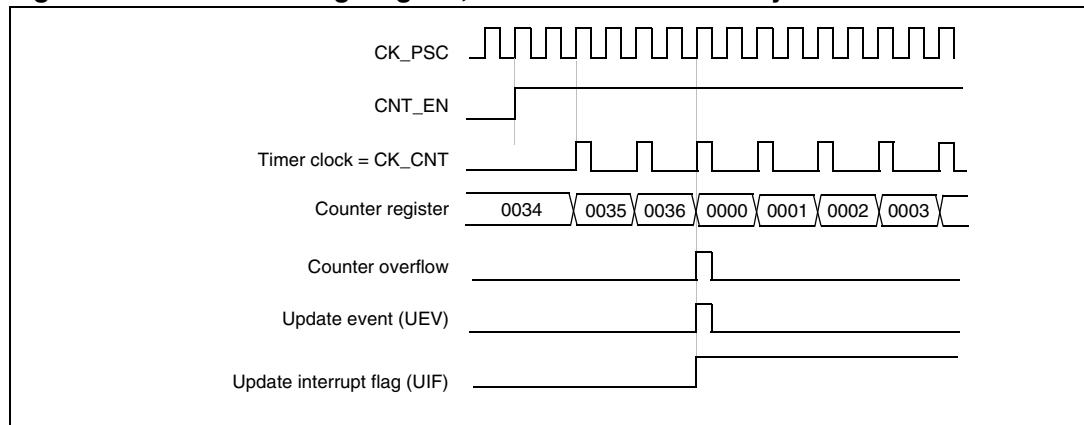 CK_PSC
CNT_EN
Timer clock = CK_CNT
Counter register 0034 0035 0036 0000 0001 0002 0003
Counter overflow
Update event (UEV)
Update interrupt flag (UIF)